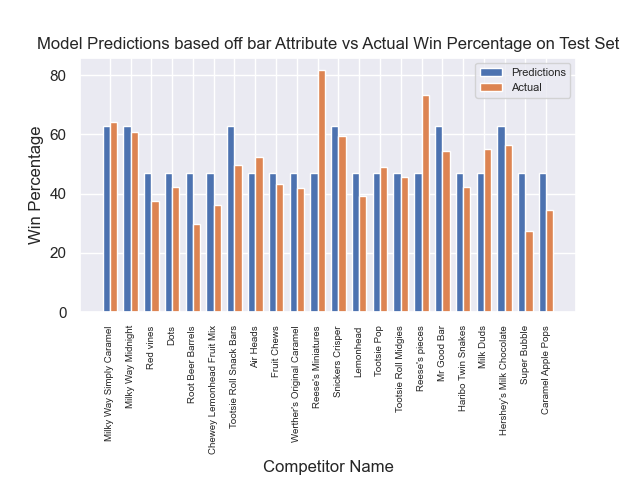 Model Predictions based off bar Attribute vs Actual Win Percentage on Test Set
Predictions
Actual
Win Percentage
80
60
40
20
0
Milky Way Simply Caramel
Milky Way Midnight
Red vines
Dots
Root Beer Barrels
Chewey Lemonhead Fruit Mix
Tootsie Roll Snack Bars
Air Heads
Fruit Chews
Werther's Original Caramel
Reese's Miniatures
Snickers Crisper
Lemonhead
Tootsie Pop
Tootsie Roll Midgies
Reese's pieces
Mr Good Bar
Haribo Twin Snakes
Milk Duds
Hershey's Milk Chocolate
Super Bubble
Caramel Apple Pops
Competitor Name